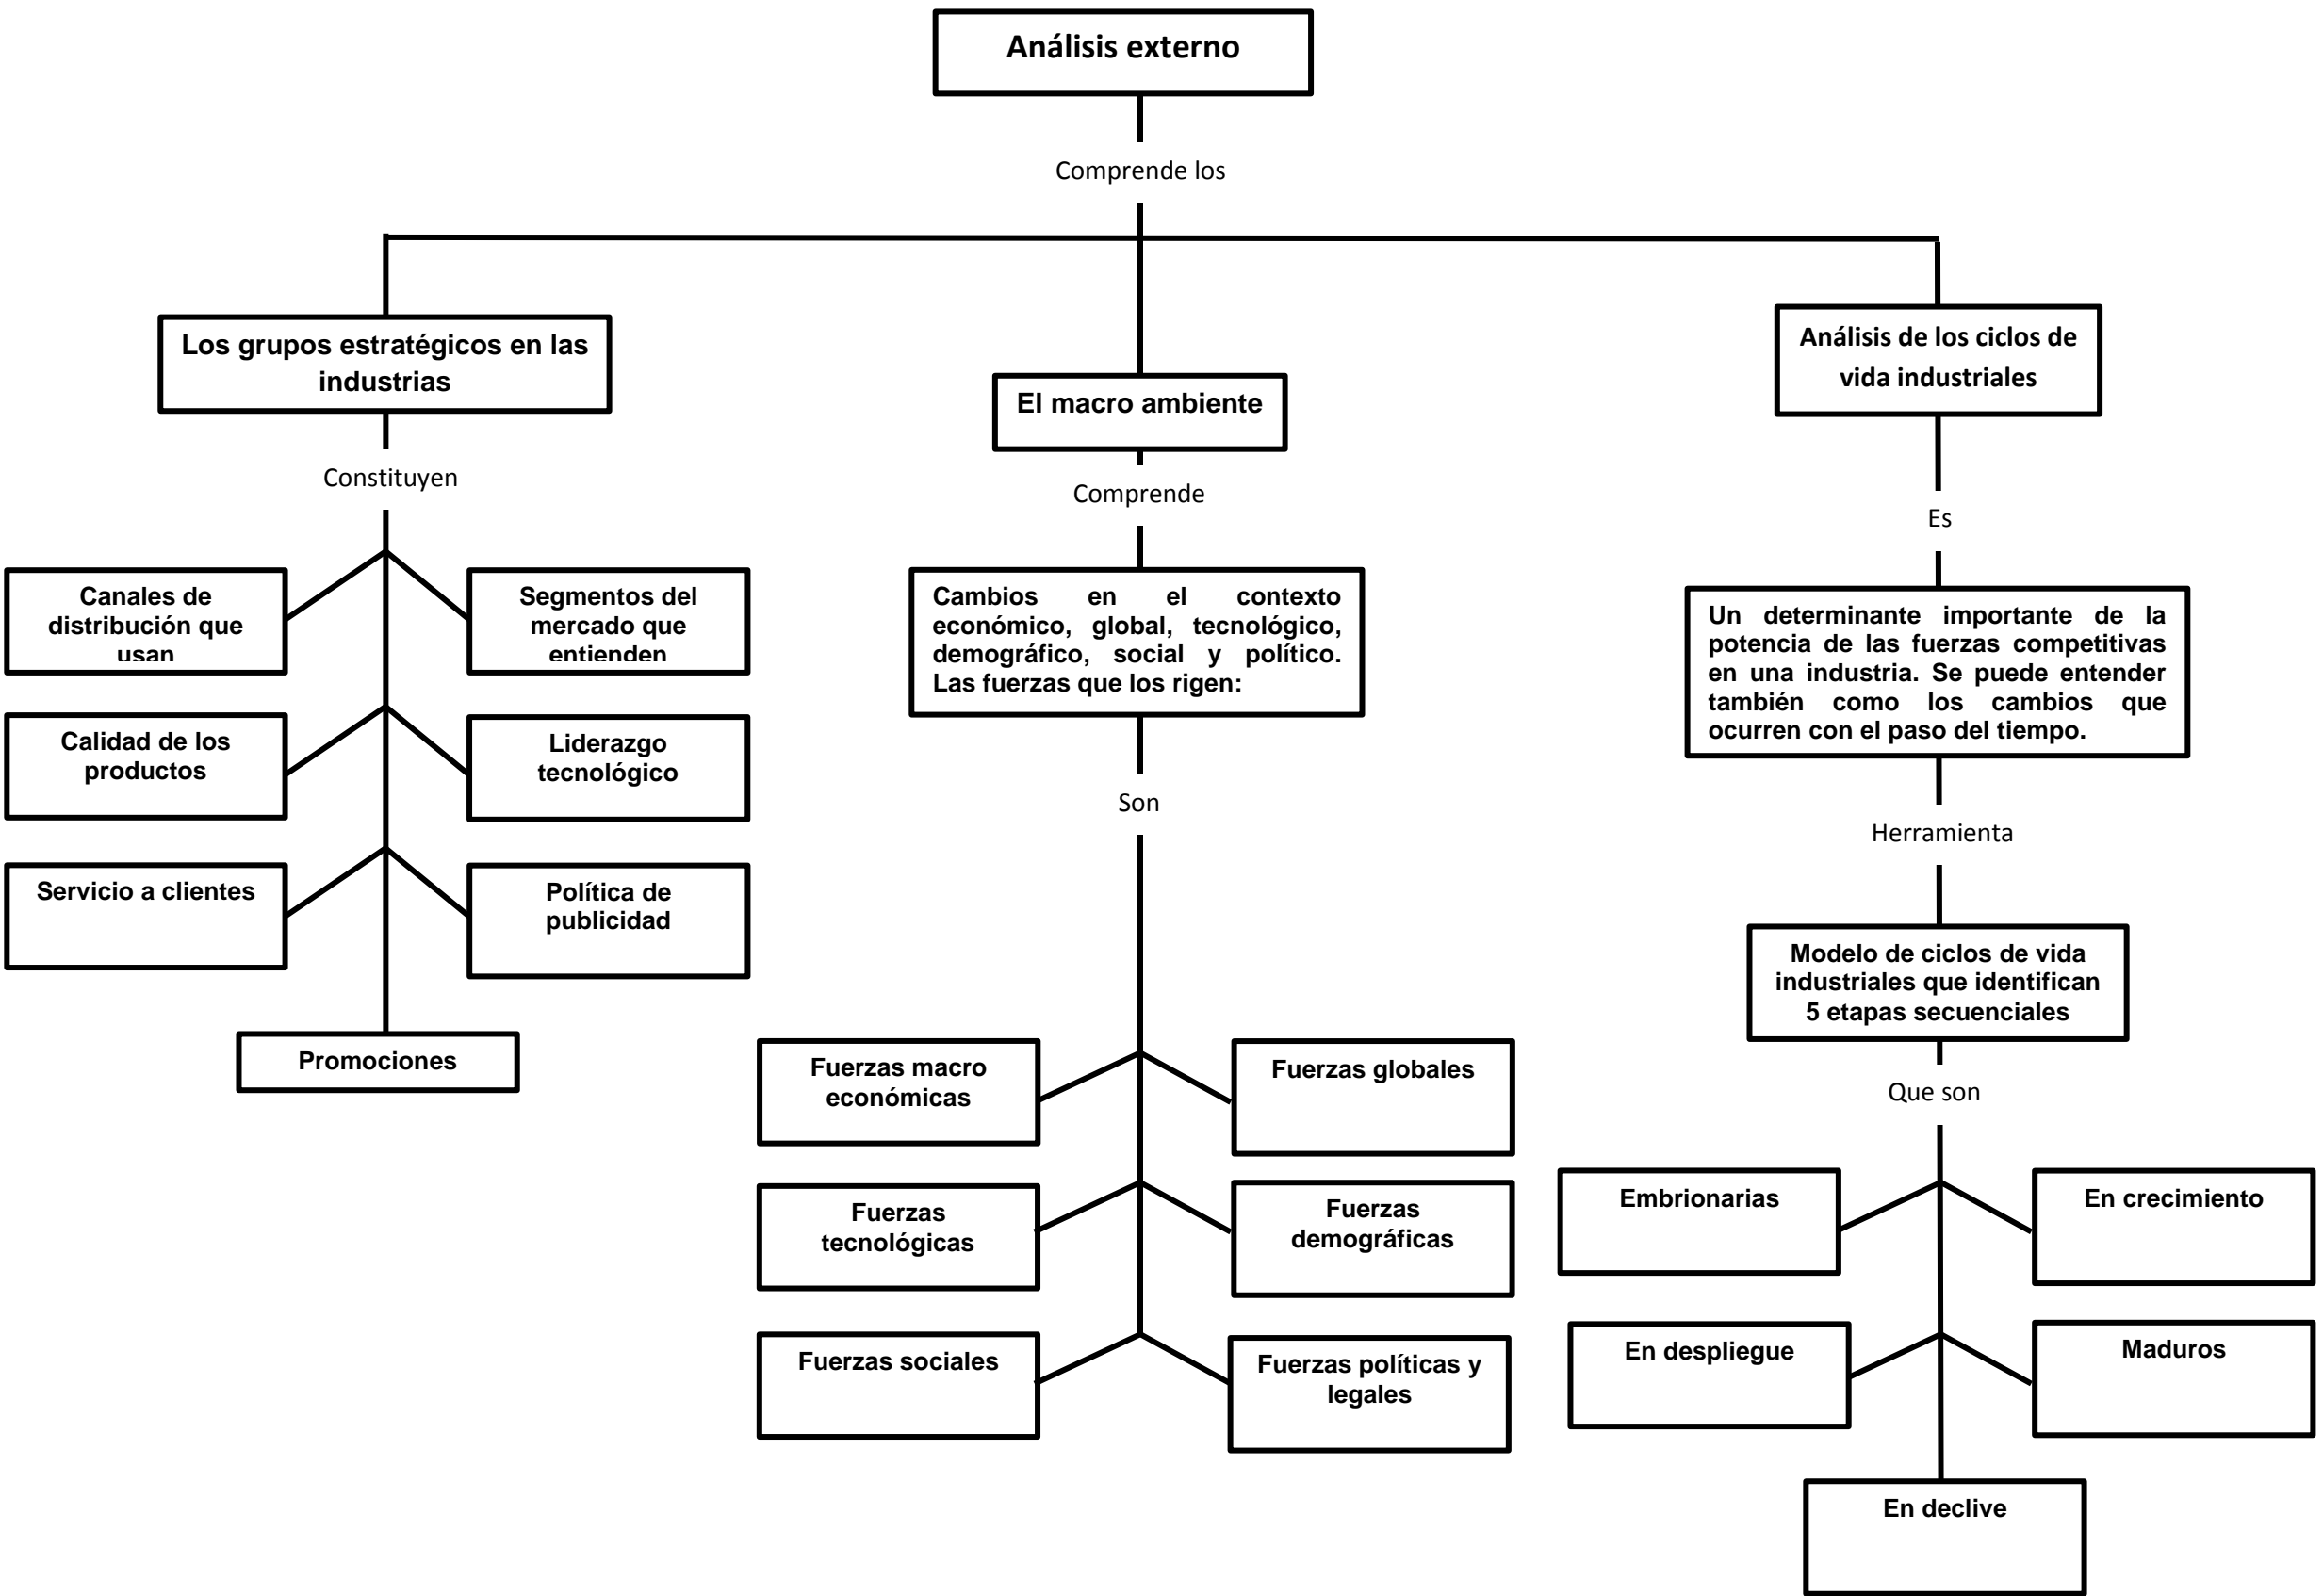 Análisis externo
Comprende los
Los grupos estratégicos en las
industrias
Constituyen
Canales de
distribución que
usan
Segmentos del
mercado que
entienden
Calidad de los
productos
Liderazgo
tecnológico
Servicio a clientes
Política de
publicidad
Promociones
El macro ambiente
Comprende
Cambios en el contexto
económico, global, tecnológico,
demográfico, social y político.
Las fuerzas que los rigen:
Son
Fuerzas macro
económicas
Fuerzas globales
Fuerzas
tecnológicas
Fuerzas
demográficas
Fuerzas sociales
Fuerzas políticas y
legales
Análisis de los ciclos de
vida industriales
Es
Un determinante importante de la
potencia de las fuerzas competitivas
en una industria. Se puede entender
también como los cambios que
ocurren con el paso del tiempo.
Herramienta
Modelo de ciclos de vida
industriales que identifican
5 etapas secuenciales
Que son
Embrionarias
En crecimiento
En despliegue
Maduros
En declive